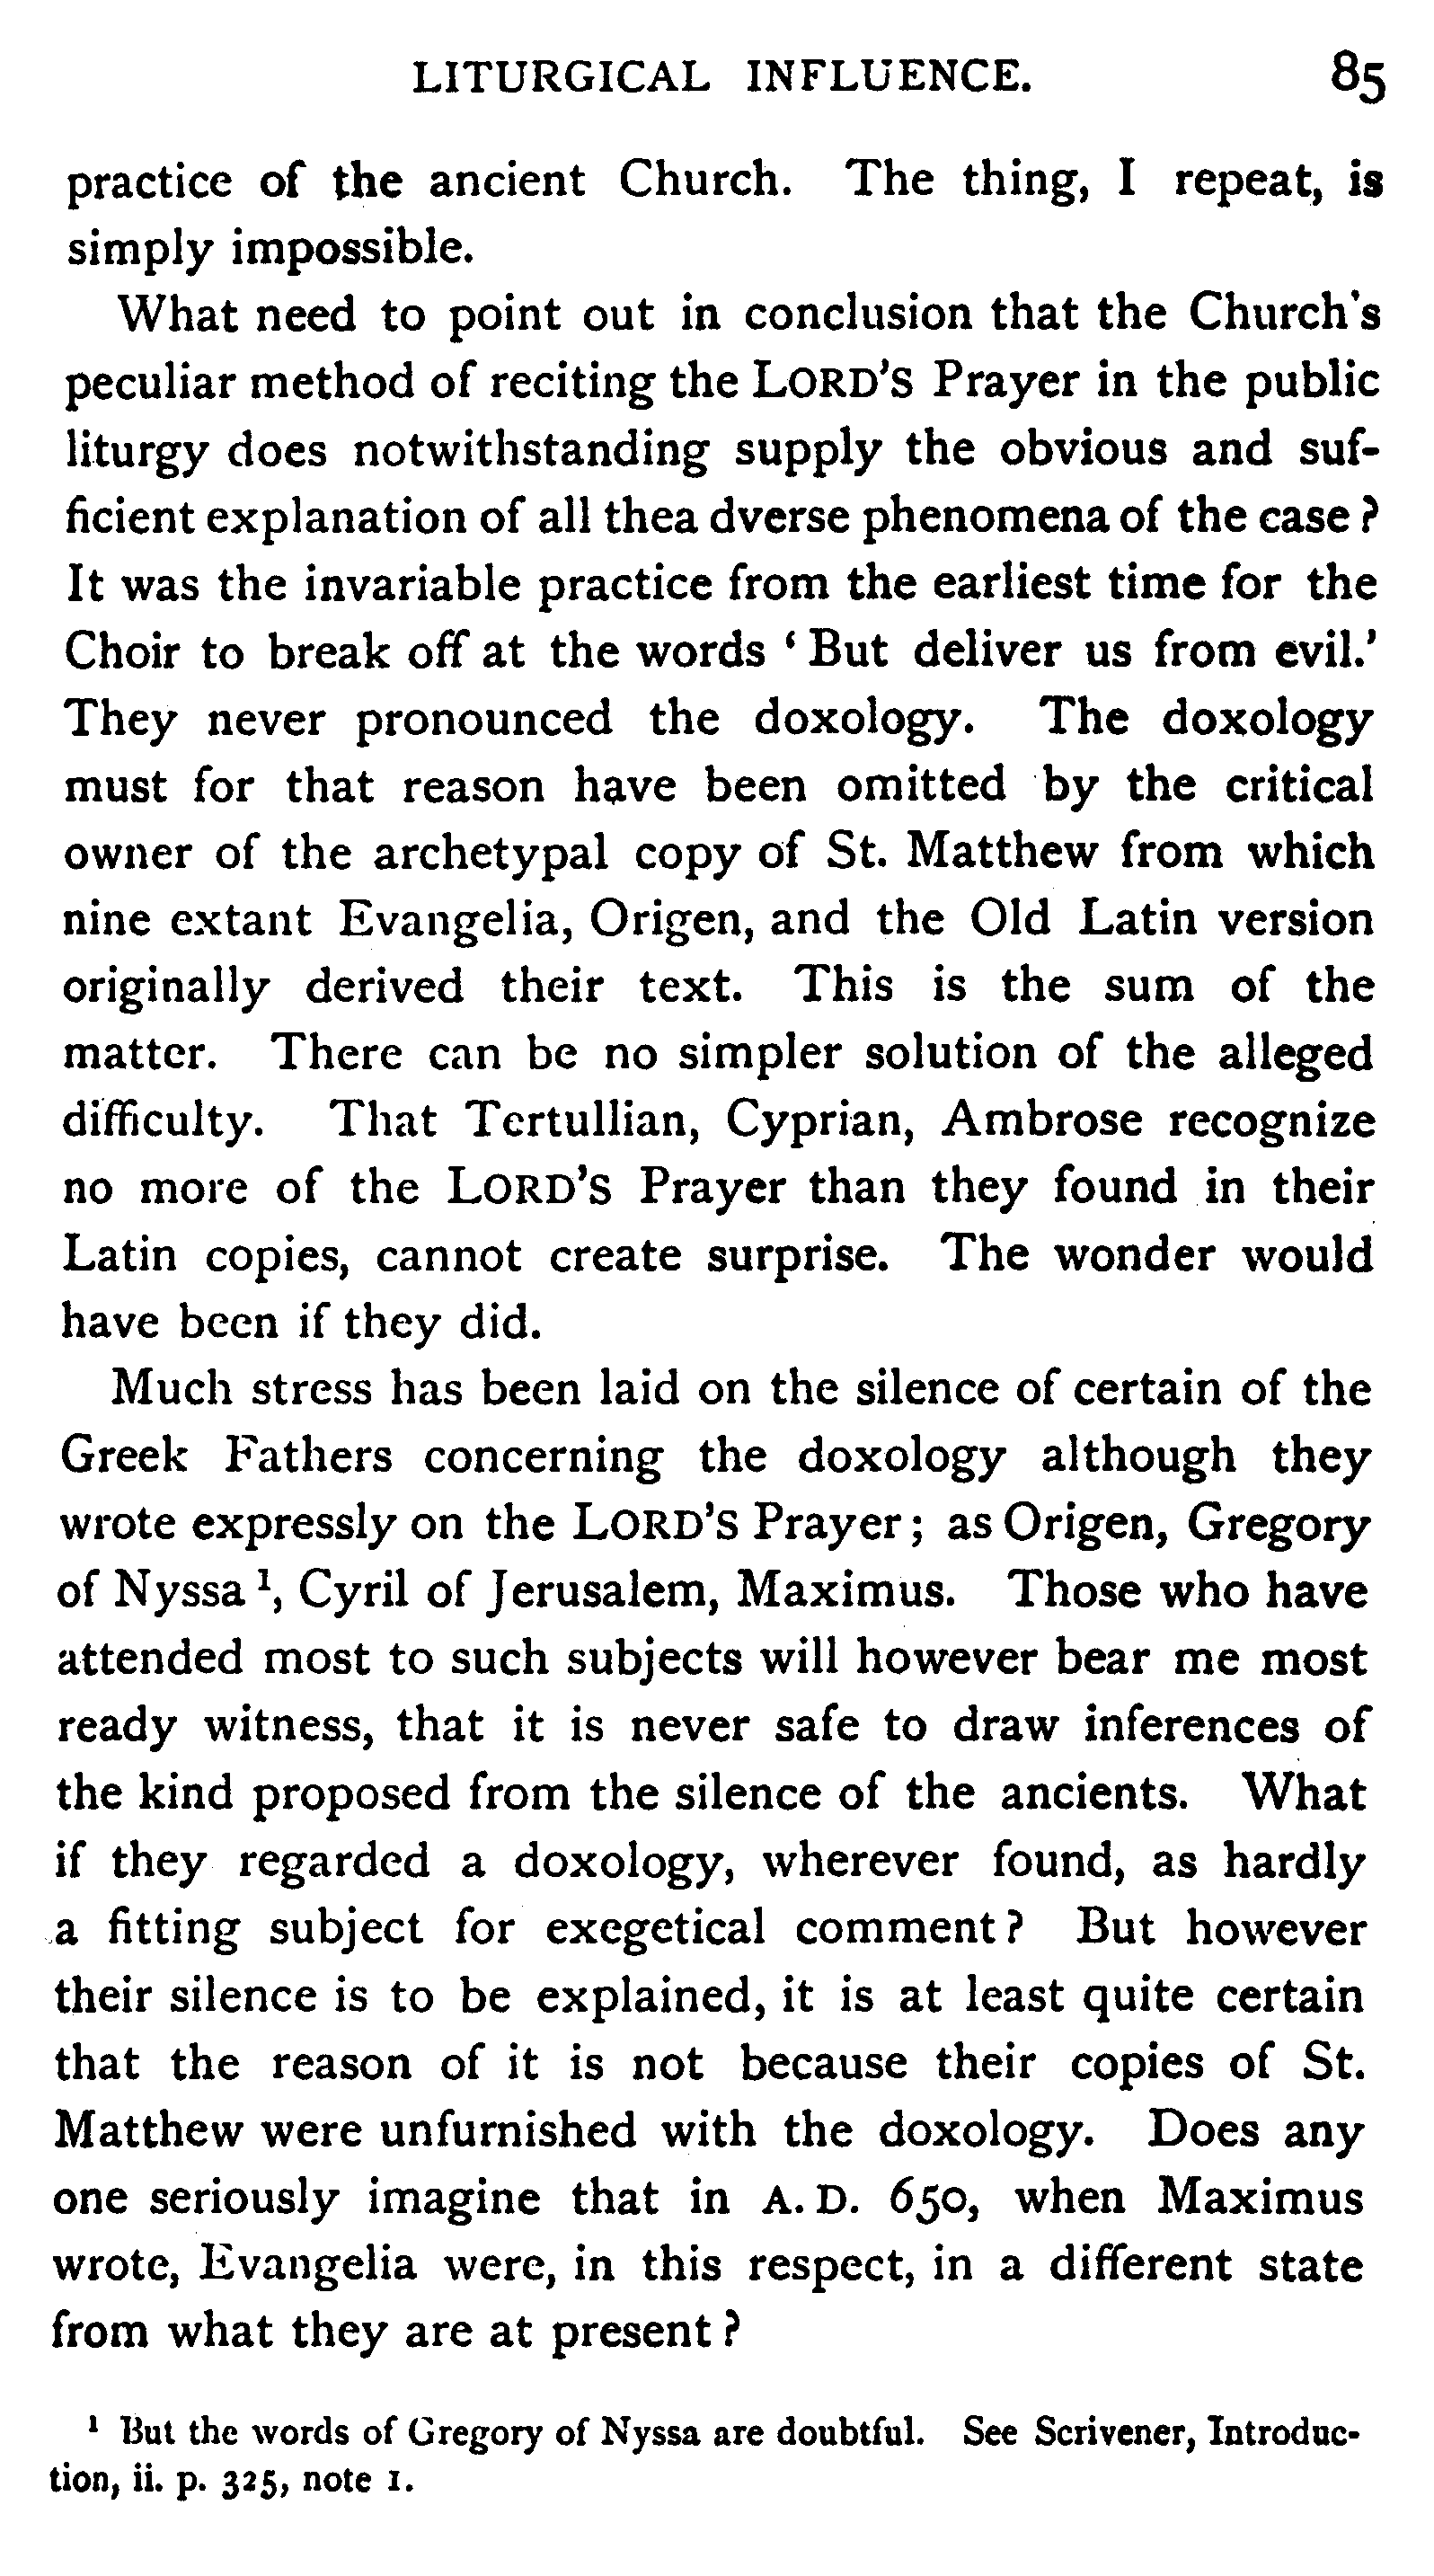 LITURGICAL INFLUENCE. 85
practice of the ancient Church. The thing, I repeat, is
simply impossible.
What need to point out in conclusion that the Church's
peculiar method of reciting the LORD'S Prayer in the public
liturgy does notwithstanding supply the obvious and suf-
ficient explanation of all thea dverse phenomena of the case ?
It was the invariable practice from the earliest time for the
Choir to break off at the words ‘ But deliver us from evil.’
They never pronounced the doxology. The doxology
must for that reason have been omitted by the critical
owner of the archetypal copy of St. Matthew from which
nine extant Evangelia, Origen, and the Old Latin version
originally derived their text. This is the sum of the
matter. There can be no simpler solution of the alleged
difficulty. That Tertullian, Cyprian, Ambrose recognize
no more of the LORD'S Prayer than they found in their
Latin copies, cannot create surprise. The wonder would
have been if they did.
Much stress has been laid on the silence of certain of the
Greek Fathers concerning the doxology although they
wrote expressly on the LORD'S Prayer ; as Origen, Gregory
of Nyssa ¹, Cyril of Jerusalem, Maximus. Those who have
attended most to such subjects will however bear me most
ready witness, that it is never safe to draw inferences of
the kind proposed from the silence of the ancients. What
if they regarded a doxology, wherever found, as hardly
a fitting subject for exegetical comment ? But however
their silence is to be explained, it is at least quite certain
that the reason of it is not because their copies of St.
Matthew were unfurnished with the doxology. Does any
one seriously imagine that in A. D. 650, when Maximus
wrote, Evangelia were, in this respect, in a different state
from what they are at present ?
¹ But the words of Gregory of Nyssa are doubtful. See Scrivener, Introduc-
tion, ii. p. 325, note 1.